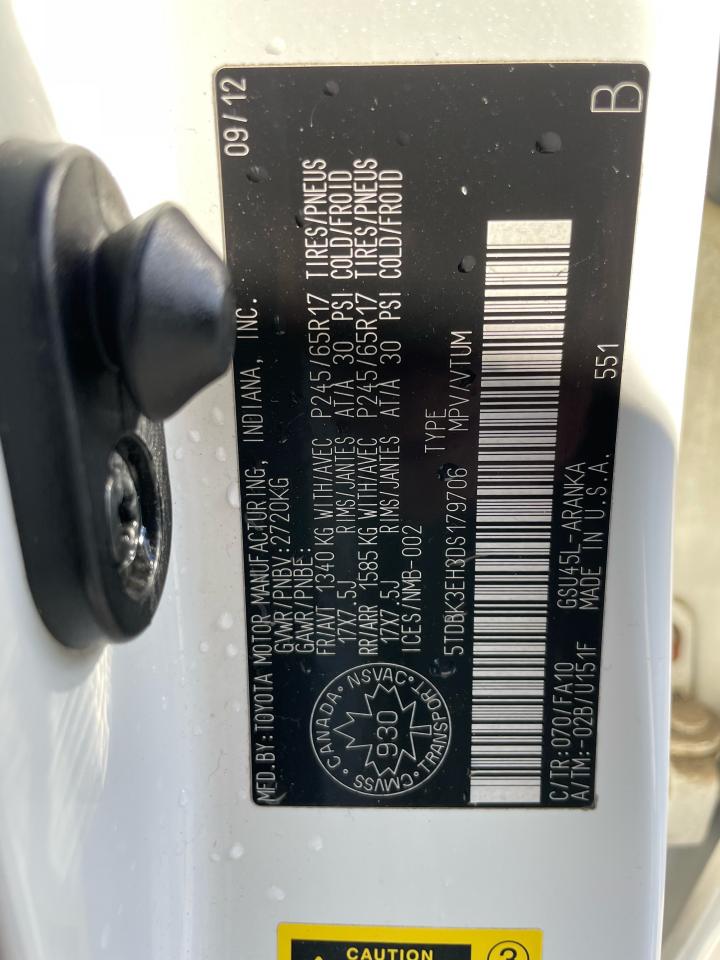 MFD.BY:TOYOTA MOTOR MANUFACTURING, INDIANA, INC. 09/12
GVWR/PNBV:2720KG
GAWR/PNBE:
FR/AVT 1340 KG WITH/AVEC P245/65R17 TIRES/PNEUS
17X7.5J RIMS/JANTES AT/A 30 PSI COLD/FROID
RR/ARR 1585 KG WITH/AVEC P245/65R17 TIRES/PNEUS
17X7.5J RIMS/JANTES AT/A 30 PSI COLD/FROID
ICES/NMB-002
CANADA NSVAC
930
CMVSS TRANSPORT
5TDBK3EH3DS179706 TYPE MPV/VTUM
C/TR:070/FA10 GSU45L-ARANKA 551 B
A/TM:-02B/U151F MADE IN U.S.A.
CAUTION
3